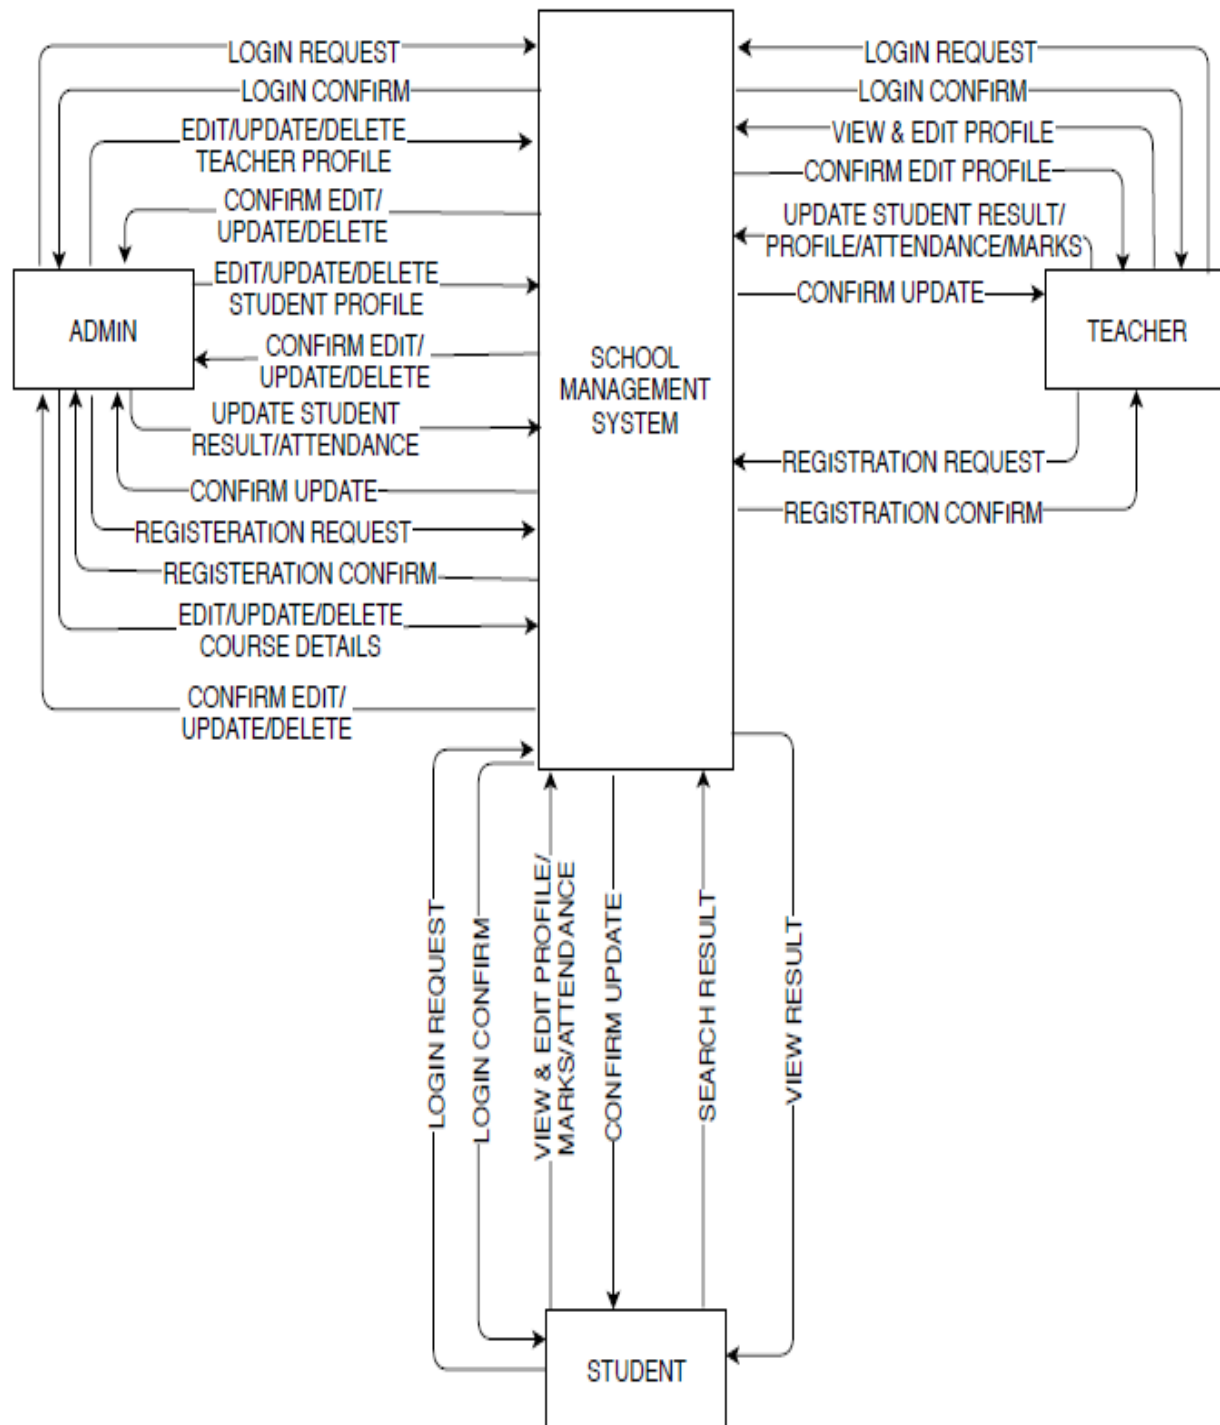 LOGIN REQUEST
LOGIN CONFIRM
EDIT/UPDATE/DELETE
TEACHER PROFILE
CONFIRM EDIT/
UPDATE/DELETE
EDIT/UPDATE/DELETE
STUDENT PROFILE
ADMIN
CONFIRM EDIT/
UPDATE/DELETE
UPDATE STUDENT
RESULT/ATTENDANCE
CONFIRM UPDATE
REGISTERATION REQUEST
REGISTERATION CONFIRM
EDIT/UPDATE/DELETE
COURSE DETAILS
CONFIRM EDIT/
UPDATE/DELETE
SCHOOL
MANAGEMENT
SYSTEM
LOGIN REQUEST
LOGIN CONFIRM
VIEW & EDIT PROFILE
CONFIRM EDIT PROFILE
UPDATE STUDENT RESULT/
PROFILE/ATTENDANCE/MARKS
CONFIRM UPDATE
TEACHER
REGISTRATION REQUEST
REGISTRATION CONFIRM
LOGIN REQUEST
LOGIN CONFIRM
VIEW & EDIT PROFILE/
MARKS/ATTENDANCE
CONFIRM UPDATE
SEARCH RESULT
VIEW RESULT
STUDENT